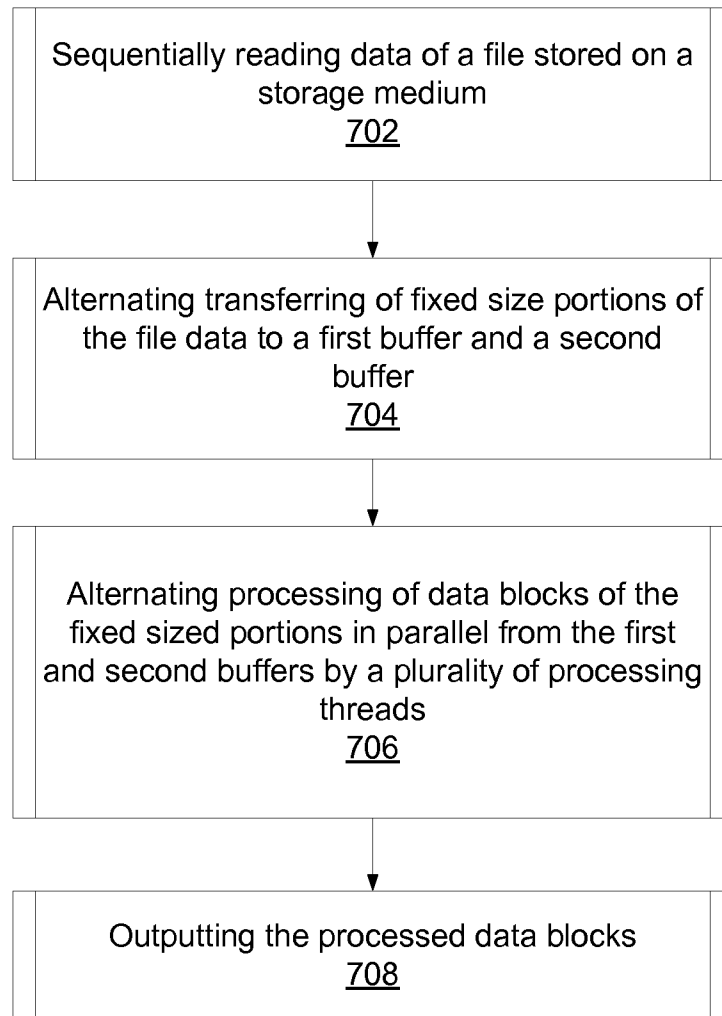 Sequentially reading data of a file stored on a
storage medium
702
Alternating transferring of fixed size portions of
the file data to a first buffer and a second
buffer
704
Alternating processing of data blocks of the
fixed sized portions in parallel from the first
and second buffers by a plurality of processing
threads
706
Outputting the processed data blocks
708